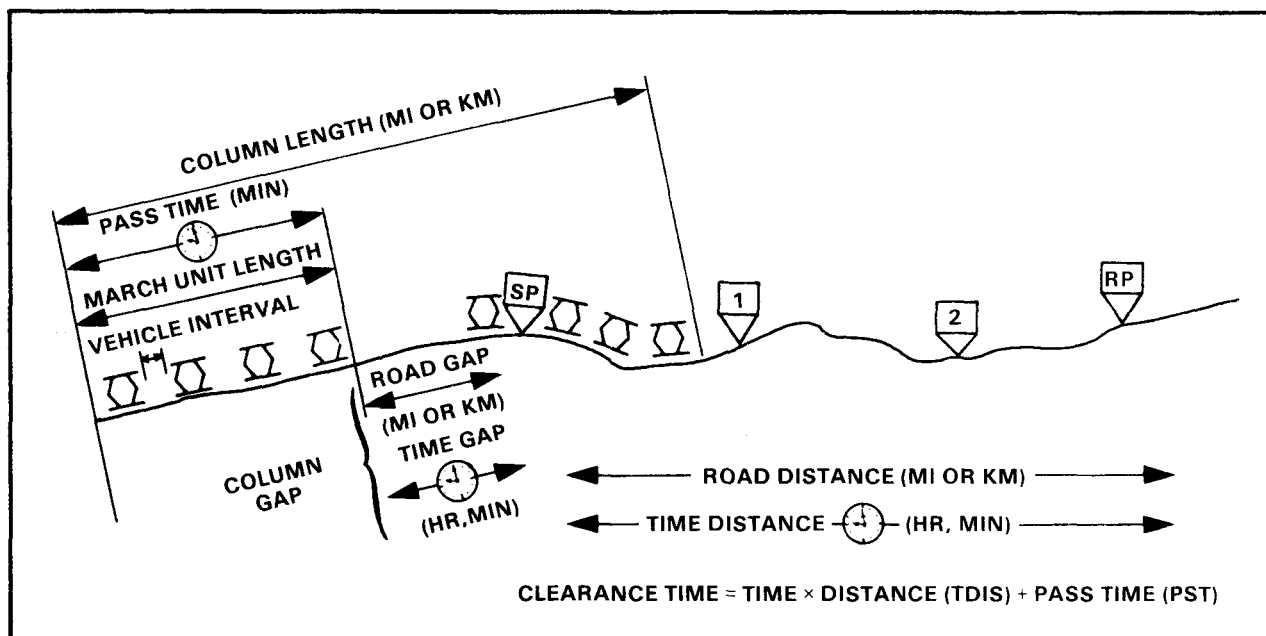 COLUMN LENGTH (MI OR KM)
PASS TIME (MIN)
MARCH UNIT LENGTH
VEHICLE INTERVAL
SP
1
2
RP
ROAD GAP
(MI OR KM)
TIME GAP
(HR, MIN)
COLUMN
GAP
ROAD DISTANCE (MI OR KM)
TIME DISTANCE (HR, MIN)
CLEARANCE TIME = TIME × DISTANCE (TDIS) + PASS TIME (PST)